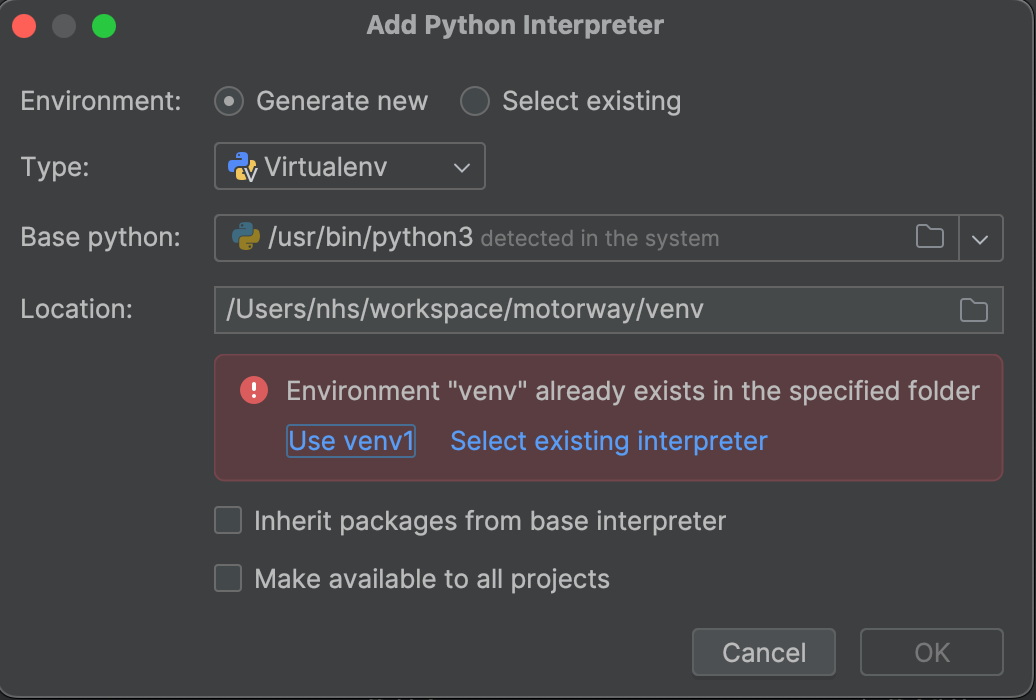 Add Python Interpreter
Environment: Generate new Select existing
Type: Virtualenv
Base python: /usr/bin/python3 detected in the system
Location: /Users/nhs/workspace/motorway/venv
Environment "venv" already exists in the specified folder
Use venv1 Select existing interpreter
Inherit packages from base interpreter
Make available to all projects
Cancel OK